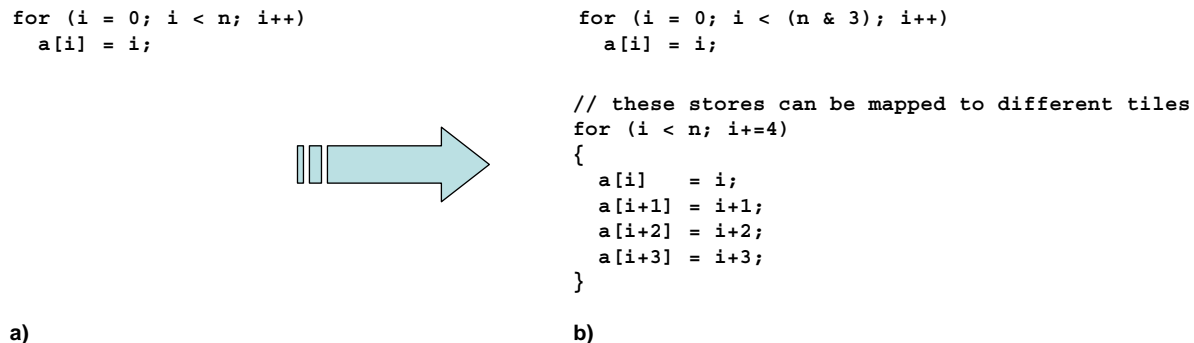 for (i = 0; i < n; i++)
  a[i] = i;
a)
for (i = 0; i < (n & 3); i++)
  a[i] = i;
// these stores can be mapped to different tiles
for (i < n; i+=4)
{
  a[i]   = i;
  a[i+1] = i+1;
  a[i+2] = i+2;
  a[i+3] = i+3;
}
b)